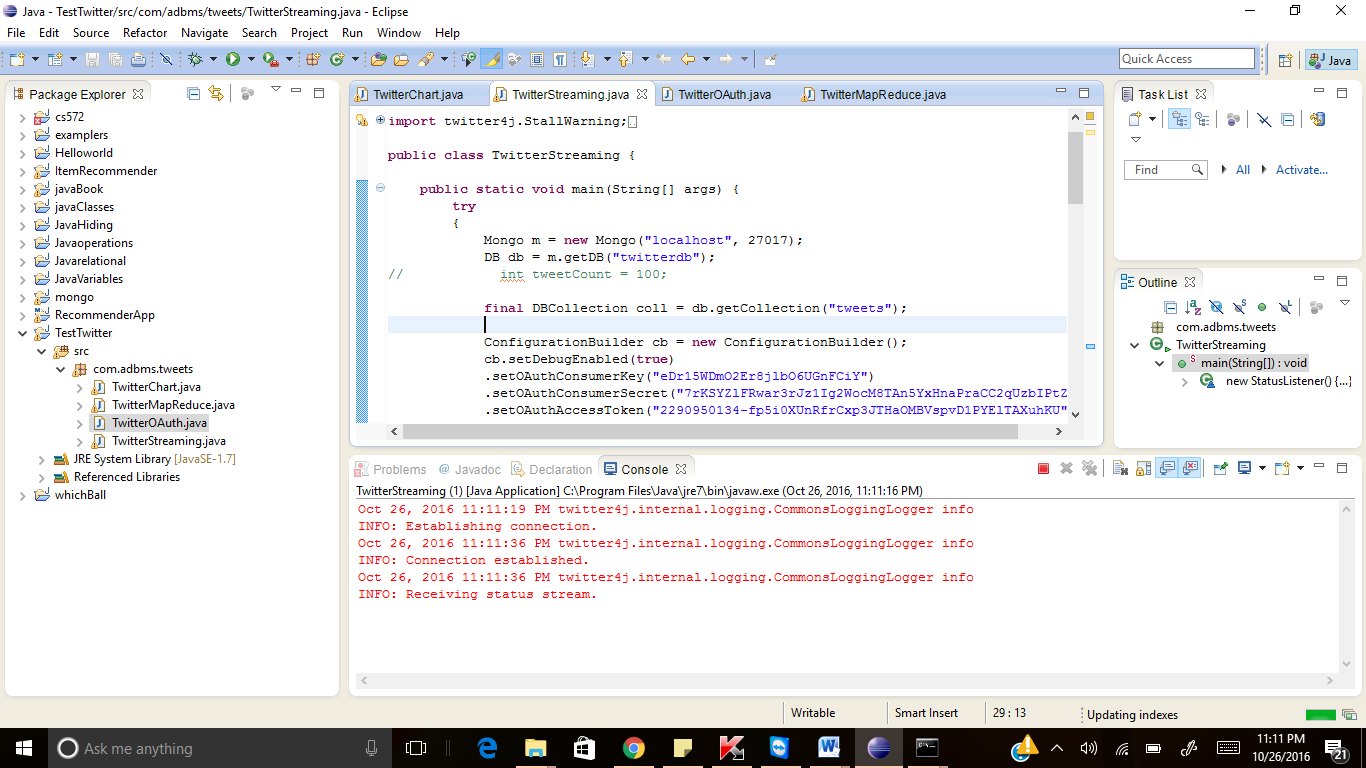 Java - TestTwitter/src/com/adbms/tweets/TwitterStreaming.java - Eclipse
File Edit Source Refactor Navigate Search Project Run Window Help
Quick Access
Java
Package Explorer
cs572
examplers
Helloworld
ItemRecommender
javaBook
javaClasses
JavaHiding
Javaoperations
Javarelational
JavaVariables
mongo
RecommenderApp
TestTwitter
src
com.adbms.tweets
TwitterChart.java
TwitterMapReduce.java
TwitterOAuth.java
TwitterStreaming.java
JRE System Library [JavaSE-1.7]
Referenced Libraries
whichBall
TwitterChart.java TwitterStreaming.java TwitterOAuth.java TwitterMapReduce.java
import twitter4j.StallWarning;
public class TwitterStreaming {
public static void main(String[] args) {
try
{
Mongo m = new Mongo("localhost", 27017);
DB db = m.getDB("twitterdb");
// int tweetCount = 100;
final DBCollection coll = db.getCollection("tweets");
ConfigurationBuilder cb = new ConfigurationBuilder();
cb.setDebugEnabled(true)
.setOAuthConsumerKey("eDr15WDmO2Er8jlbO6UGnFCiY")
.setOAuthConsumerSecret("7rKSYZlFRwar3rJz1Ig2WocM8TAn5YxHnaPraCC2qUzbIPtZ
.setOAuthAccessToken("2290950134-fp5i0XUnRfrCxp3JTHaOMBVspvD1PYElTAXuhKU"
Task List
Find All Activate...
Outline
com.adbms.tweets
TwitterStreaming
main(String[]) : void
new StatusListener() {...}
Problems Javadoc Declaration Console
TwitterStreaming (1) [Java Application] C:\Program Files\Java\jre7\bin\javaw.exe (Oct 26, 2016, 11:11:16 PM)
Oct 26, 2016 11:11:19 PM twitter4j.internal.logging.CommonsLoggingLogger info
INFO: Establishing connection.
Oct 26, 2016 11:11:36 PM twitter4j.internal.logging.CommonsLoggingLogger info
INFO: Connection established.
Oct 26, 2016 11:11:36 PM twitter4j.internal.logging.CommonsLoggingLogger info
INFO: Receiving status stream.
Writable Smart Insert 29 : 13 Updating indexes
Ask me anything
11:11 PM
10/26/2016
21